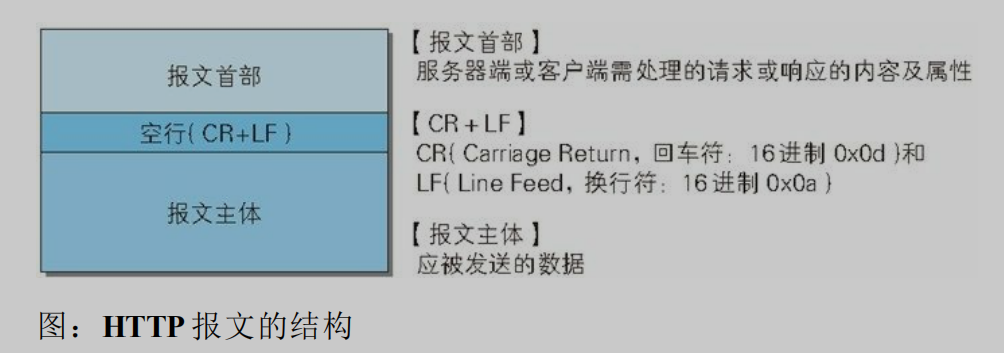 报文首部
空行(CR+LF)
报文主体
【报文首部】
服务器端或客户端需处理的请求或响应的内容及属性
【CR+LF】
CR(Carriage Return,回车符:16进制 0x0d)和
LF(Line Feed,换行符:16进制 0x0a)
【报文主体】
应被发送的数据
图:HTTP 报文的结构